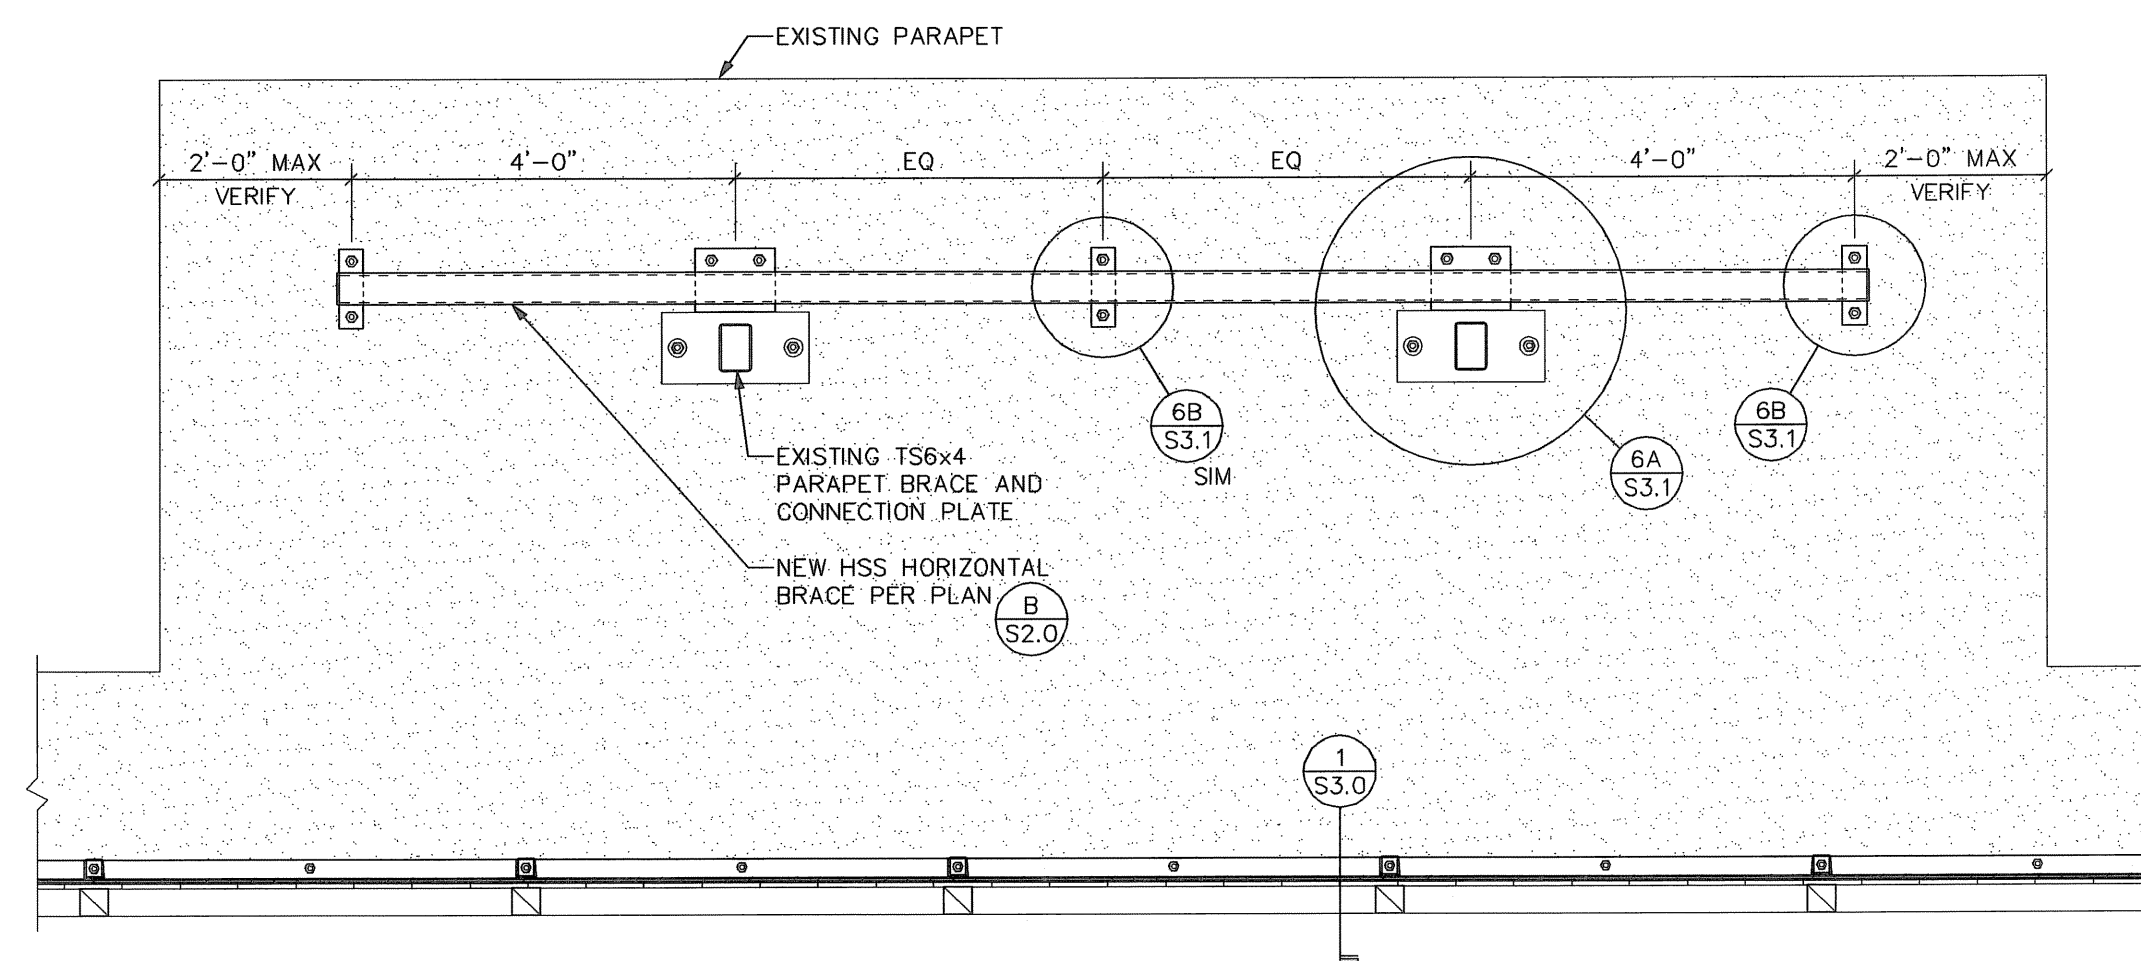 EXISTING PARAPET
2'-0" MAX
VERIFY
4'-0"
EQ
EQ
4'-0"
2'-0" MAX
VERIFY
6B
S3.1
SIM
6A
S3.1
6B
S3.1
EXISTING TS6x4
PARAPET BRACE AND
CONNECTION PLATE
NEW HSS HORIZONTAL
BRACE PER PLAN
B
S2.0
1
S3.0